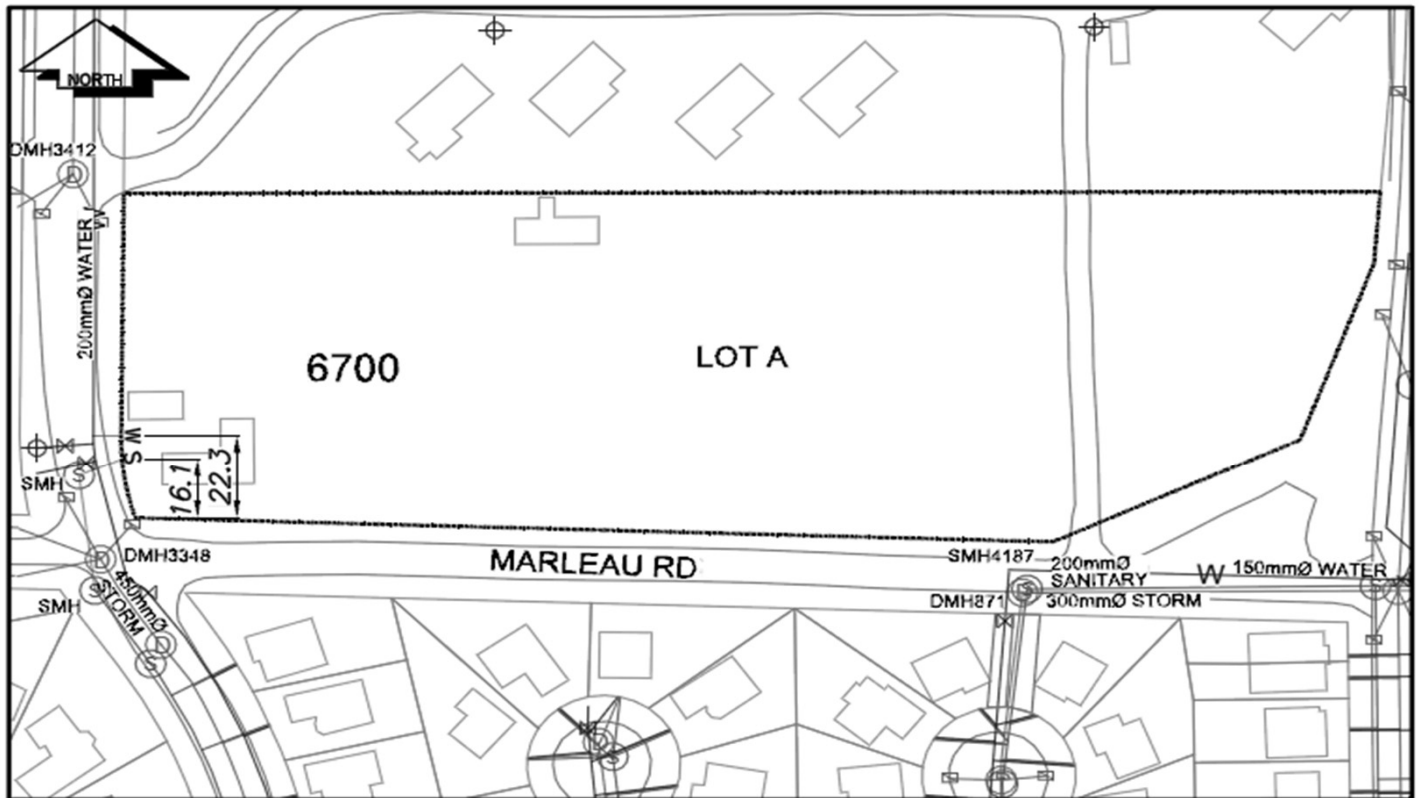 NORTH
DMH3412
200mmØ WATER
W
6700
LOT A
W
S
16.1
22.3
SMH
S
DMH3348
MARLEAU RD
SMH4187
200mmØ
SANITARY
W 150mmØ WATER
SMH
450mmØ
STORM
DMH871
300mmØ STORM
D
D
D
S
S
S
S
S